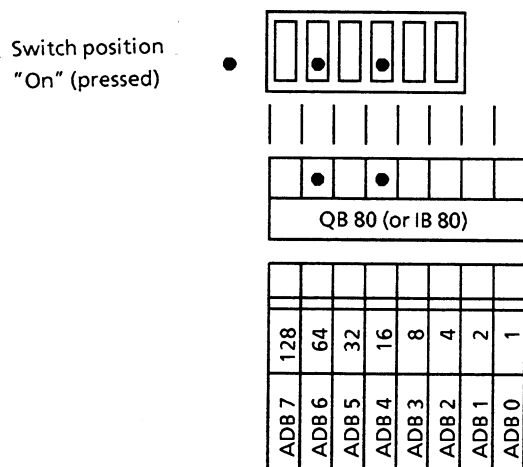 Switch position
"On" (pressed)
QB 80 (or IB 80)
128 64 32 16 8 4 2 1
ADB 7 ADB 6 ADB 5 ADB 4 ADB 3 ADB 2 ADB 1 ADB 0